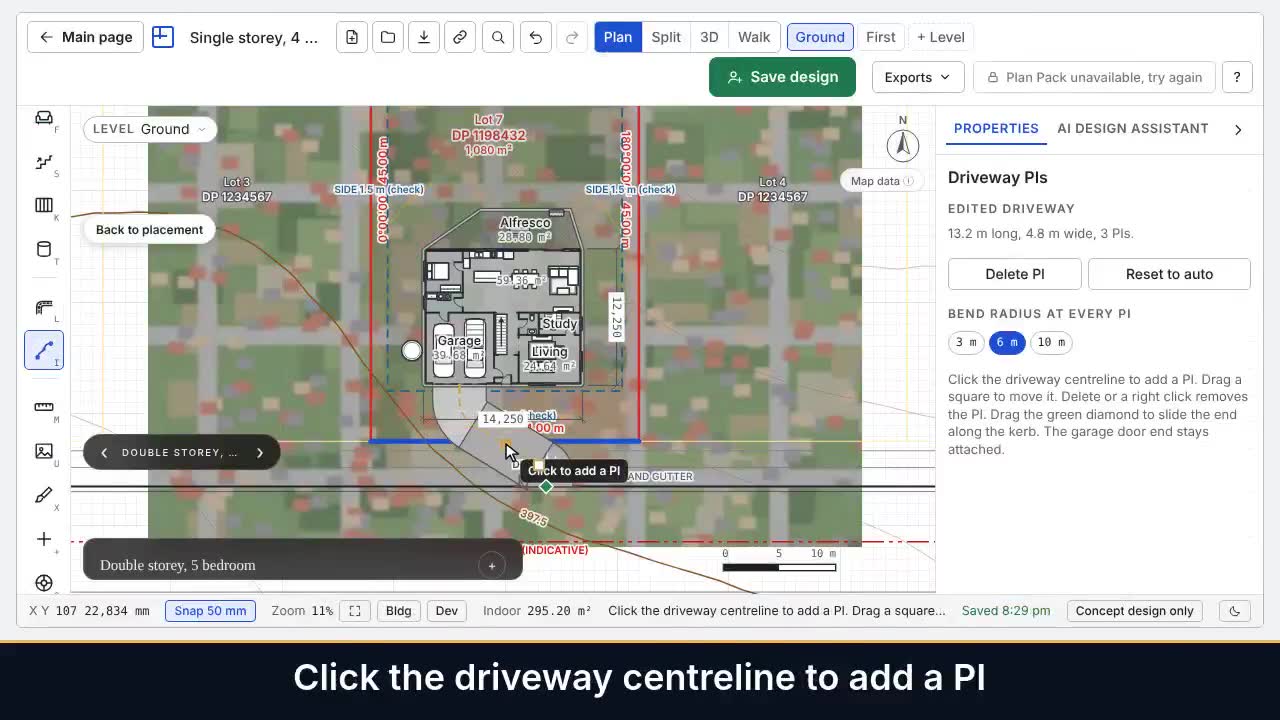 Main page
Single storey, 4 ...
Plan
Split
3D
Walk
Ground
First
+ Level
Save design
Exports
Plan Pack unavailable, try again
?
LEVEL Ground
Back to placement
F
S
K
T
L
I
M
U
X
+
Lot 7
DP 1198432
1,080 m²
Lot 3
DP 1234567
Lot 4
DP 1234567
SIDE 1.5 m (check)
SIDE 1.5 m (check)
45.00 m
45.00 m
N
Map data
Alfresco
28.80 m²
59.36 m²
Study
Garage
39.68 m²
Living
24.64 m²
12,250
14,250
Click to add a PI
AND GUTTER
397.5
(INDICATIVE)
0 5 10 m
DOUBLE STOREY, ...
Double storey, 5 bedroom
+
PROPERTIES
AI DESIGN ASSISTANT
Driveway PIs
EDITED DRIVEWAY
13.2 m long, 4.8 m wide, 3 PIs.
Delete PI
Reset to auto
BEND RADIUS AT EVERY PI
3 m
6 m
10 m
Click the driveway centreline to add a PI. Drag a
square to move it. Delete or a right click removes
the PI. Drag the green diamond to slide the end
along the kerb. The garage door end stays
attached.
X Y 107 22,834 mm
Snap 50 mm
Zoom 11%
Bldg
Dev
Indoor 295.20 m²
Click the driveway centreline to add a PI. Drag a square...
Saved 8:29 pm
Concept design only
Click the driveway centreline to add a PI